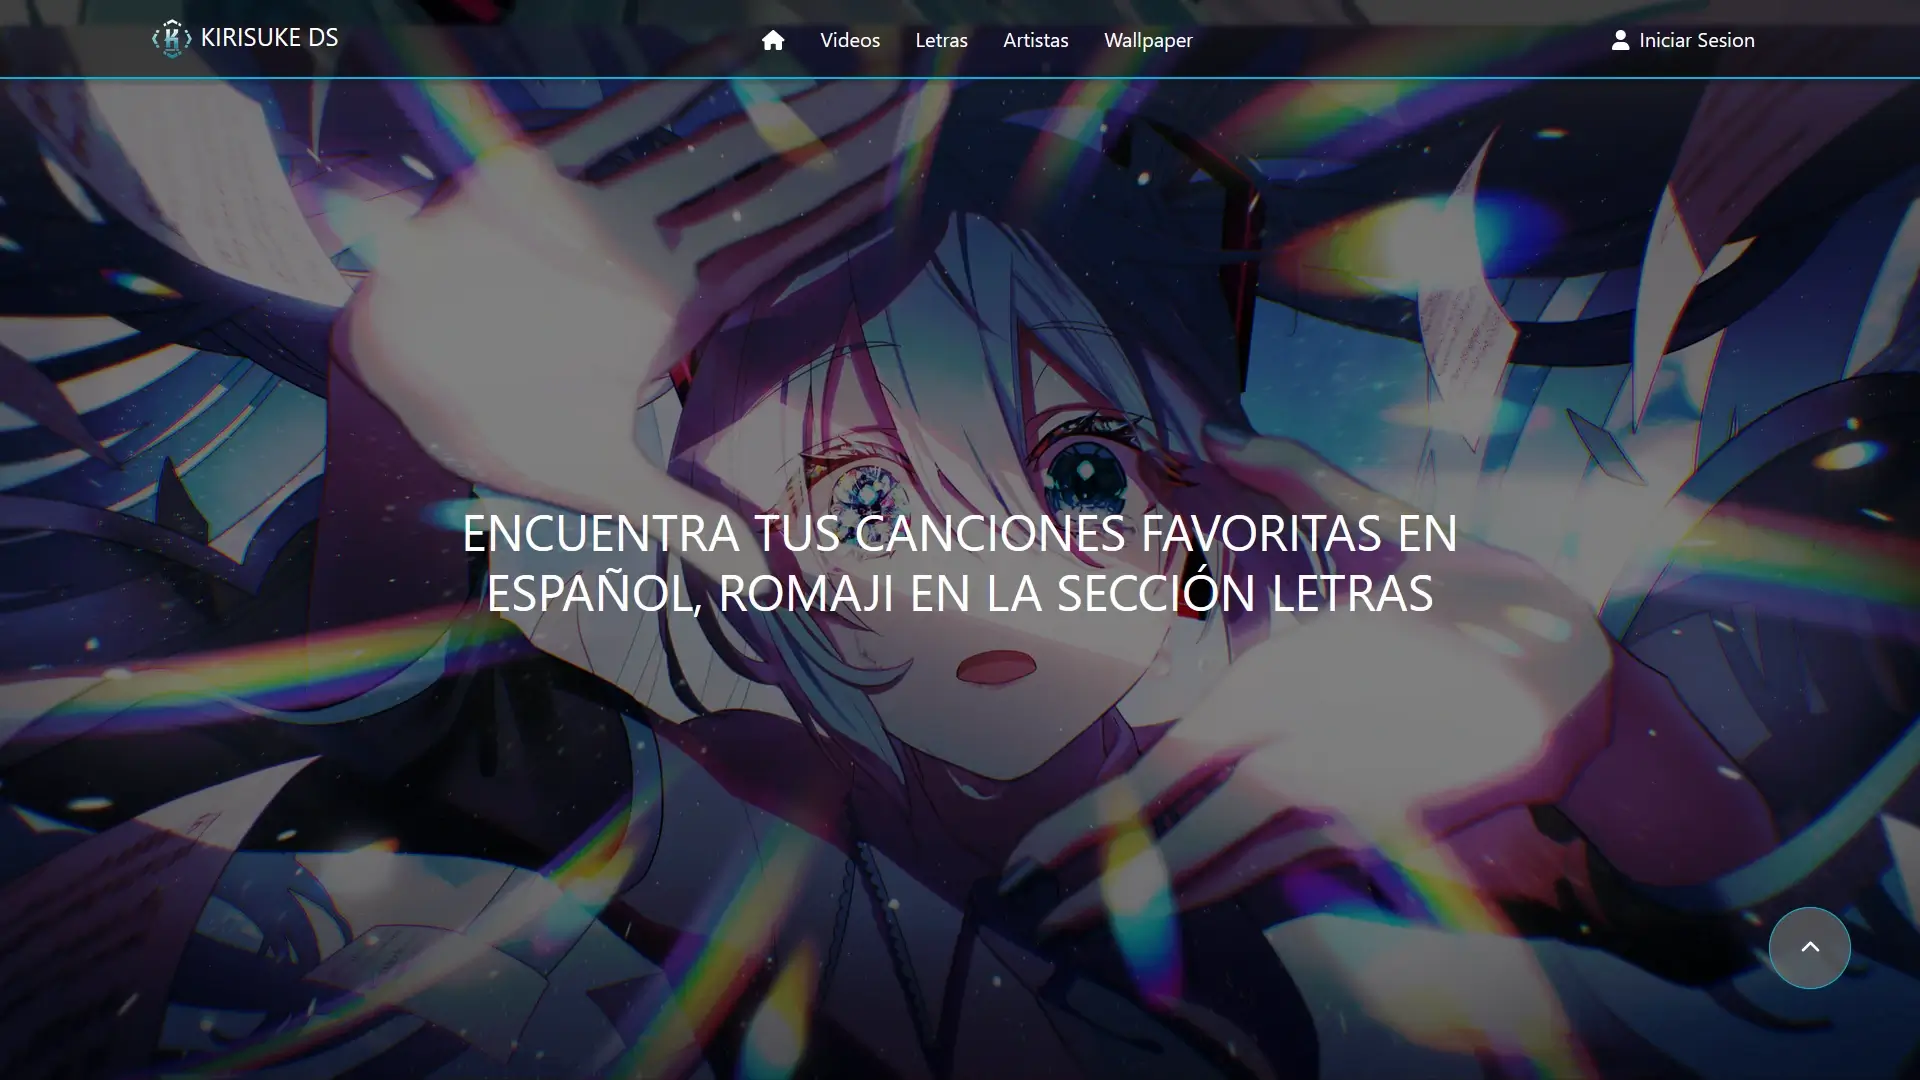 KIRISUKE DS
Videos
Letras
Artistas
Wallpaper
Iniciar Sesion
ENCUENTRA TUS CANCIONES FAVORITAS EN
ESPAÑOL, ROMAJI EN LA SECCIÓN LETRAS